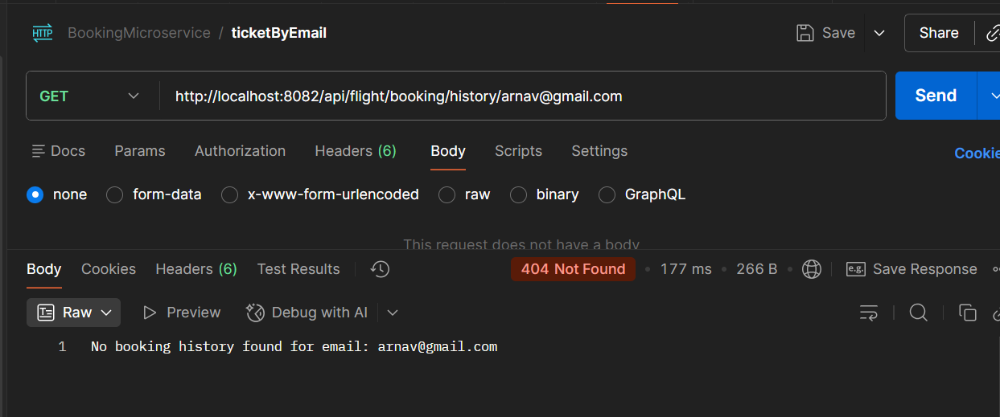 HTTP BookingMicroservice / ticketByEmail Save Share
GET http://localhost:8082/api/flight/booking/history/arnav@gmail.com Send
Docs Params Authorization Headers (6) Body Scripts Settings Cookie
none form-data x-www-form-urlencoded raw binary GraphQL
This request does not have a body
Body Cookies Headers (6) Test Results 404 Not Found • 177 ms • 266 B • e.g. Save Response
Raw Preview Debug with AI
1 No booking history found for email: arnav@gmail.com